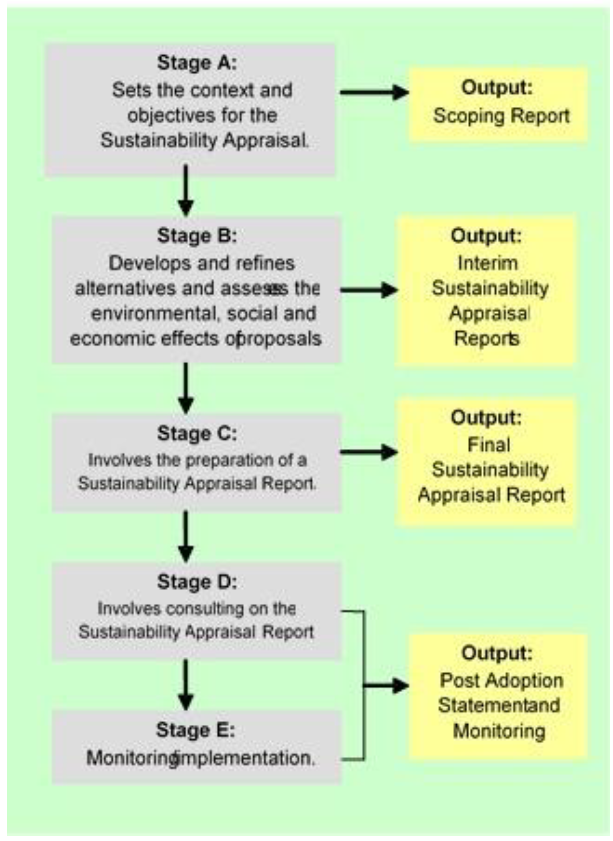 Stage A:
Sets the context and
objectives for the
Sustainability Appraisal.
Output:
Scoping Report
Stage B:
Develops and refines
alternatives and assesses the
environmental, social and
economic effects of proposals
Output:
Interim
Sustainability
Appraisal
Reports
Stage C:
Involves the preparation of a
Sustainability Appraisal Report.
Output:
Final
Sustainability
Appraisal Report
Stage D:
Involves consulting on the
Sustainability Appraisal Report
Stage E:
Monitoring implementation.
Output:
Post Adoption
Statement and
Monitoring